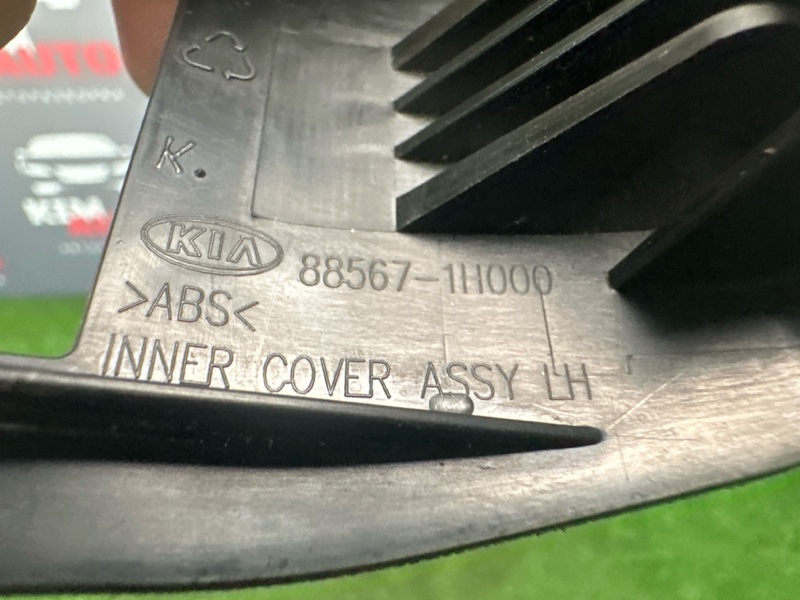 K.
KIA 88567-1H000
>ABS<
INNER COVER ASSY LH